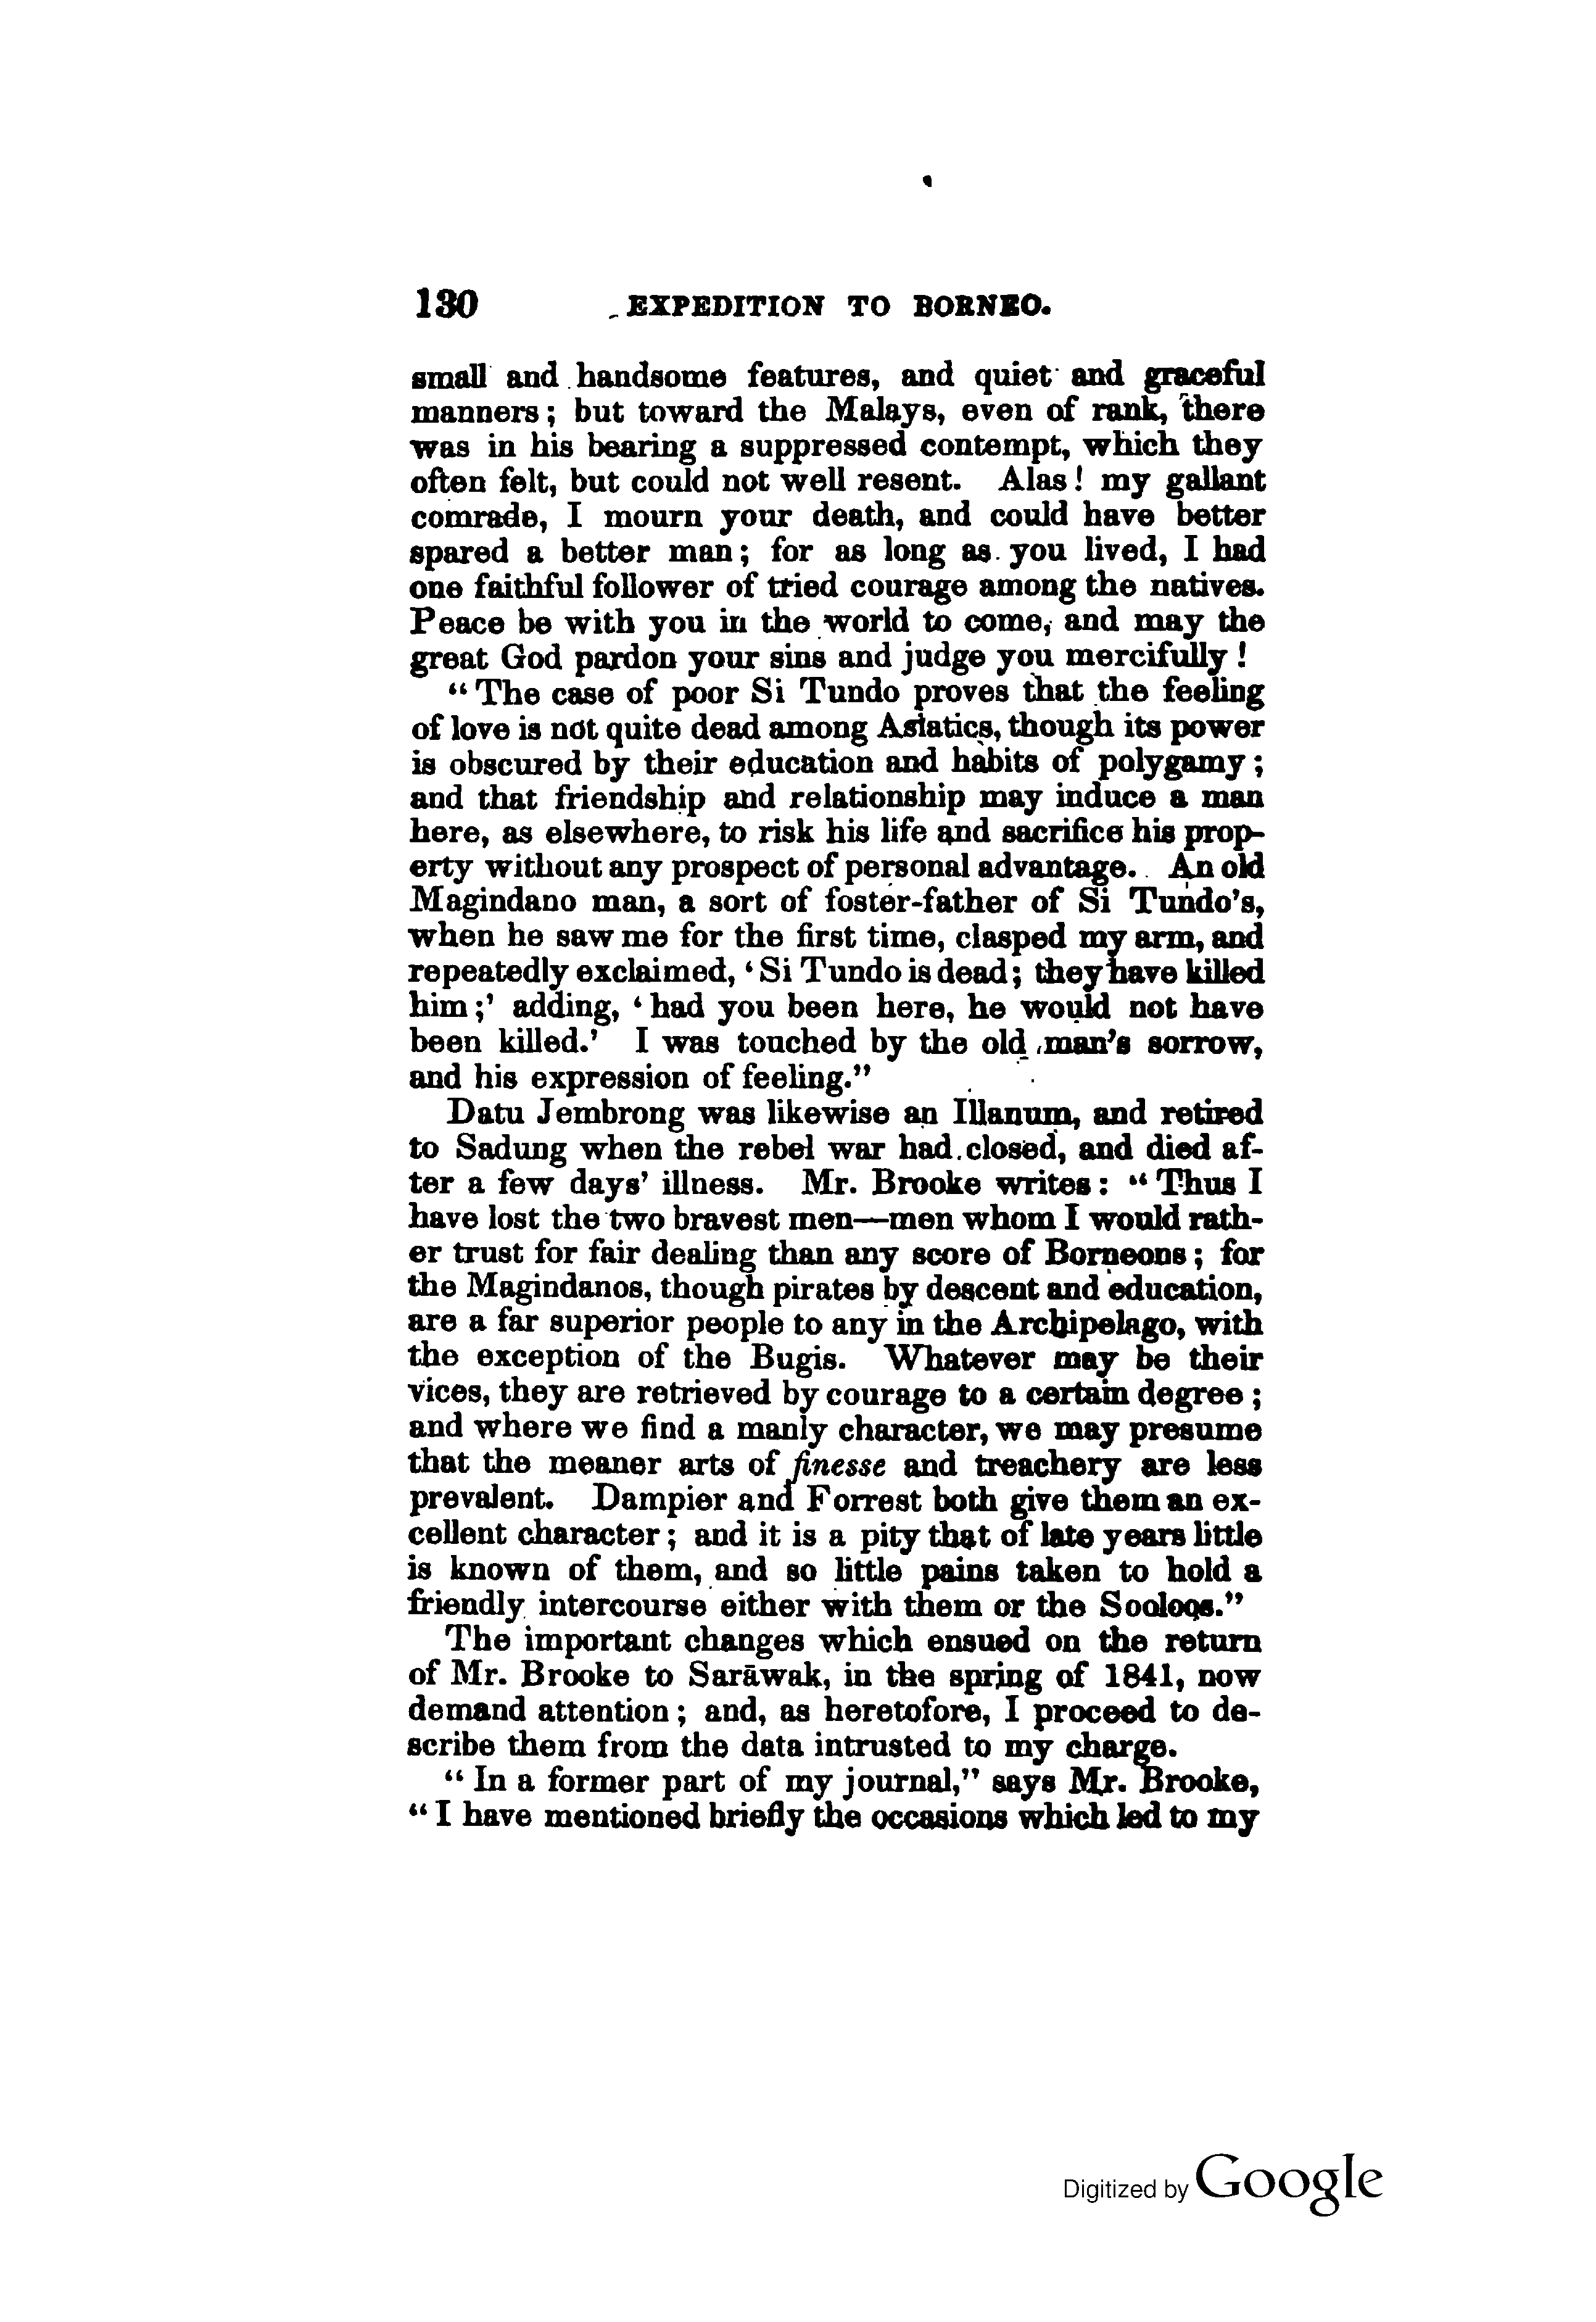 130 EXPEDITION TO BORNEO.
small and handsome features, and quiet and graceful
manners; but toward the Malays, even of rank, there
was in his bearing a suppressed contempt, which they
often felt, but could not well resent. Alas! my gallant
comrade, I mourn your death, and could have better
spared a better man; for as long as you lived, I had
one faithful follower of tried courage among the natives.
Peace be with you in the world to come, and may the
great God pardon your sins and judge you mercifully!
“The case of poor Si Tundo proves that the feeling
of love is not quite dead among Asiatics, though its power
is obscured by their education and habits of polygamy;
and that friendship and relationship may induce a man
here, as elsewhere, to risk his life and sacrifice his prop-
erty without any prospect of personal advantage. An old
Magindano man, a sort of foster-father of Si Tundo's,
when he saw me for the first time, clasped my arm, and
repeatedly exclaimed, ‘Si Tundo is dead; they have killed
him;’ adding, ‘had you been here, he would not have
been killed.’ I was touched by the old man's sorrow,
and his expression of feeling.”
Datu Jembrong was likewise an Illanum, and retired
to Sadung when the rebel war had closed, and died af-
ter a few days' illness. Mr. Brooke writes: “Thus I
have lost the two bravest men—men whom I would rath-
er trust for fair dealing than any score of Borneons; for
the Magindanos, though pirates by descent and education,
are a far superior people to any in the Archipelago, with
the exception of the Bugis. Whatever may be their
vices, they are retrieved by courage to a certain degree;
and where we find a manly character, we may presume
that the meaner arts of finesse and treachery are less
prevalent. Dampier and Forrest both give them an ex-
cellent character; and it is a pity that of late years little
is known of them, and so little pains taken to hold a
friendly intercourse either with them or the Sooloos.”
The important changes which ensued on the return
of Mr. Brooke to Sarāwak, in the spring of 1841, now
demand attention; and, as heretofore, I proceed to de-
scribe them from the data intrusted to my charge.
“In a former part of my journal,” says Mr. Brooke,
“I have mentioned briefly the occasions which led to my
Digitized by Google